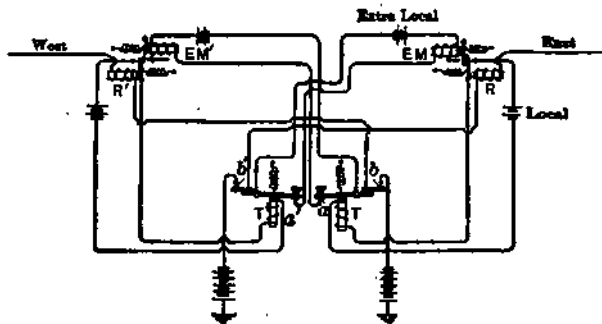 Extra Local
West
East
EM'
EM
R'
R
Local
δ'
δ
T
a'
a
T